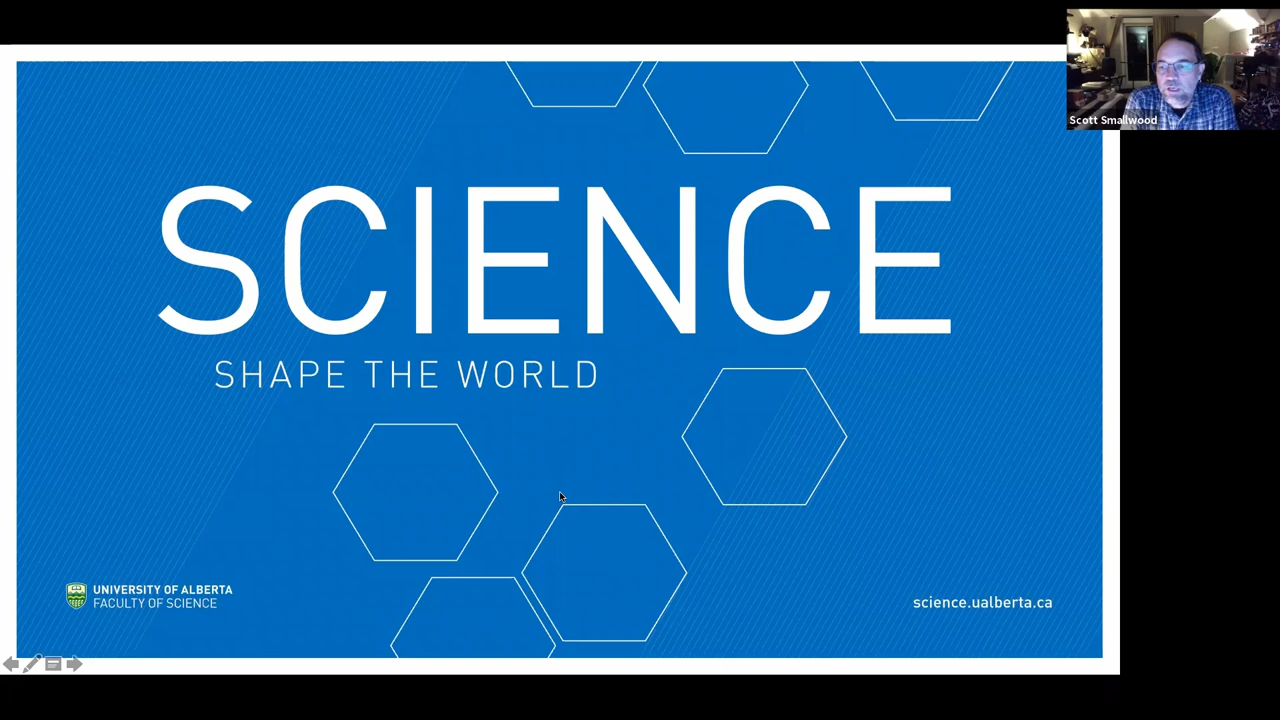 Scott Smallwood
SCIENCE
SHAPE THE WORLD
UNIVERSITY OF ALBERTA
FACULTY OF SCIENCE
science.ualberta.ca